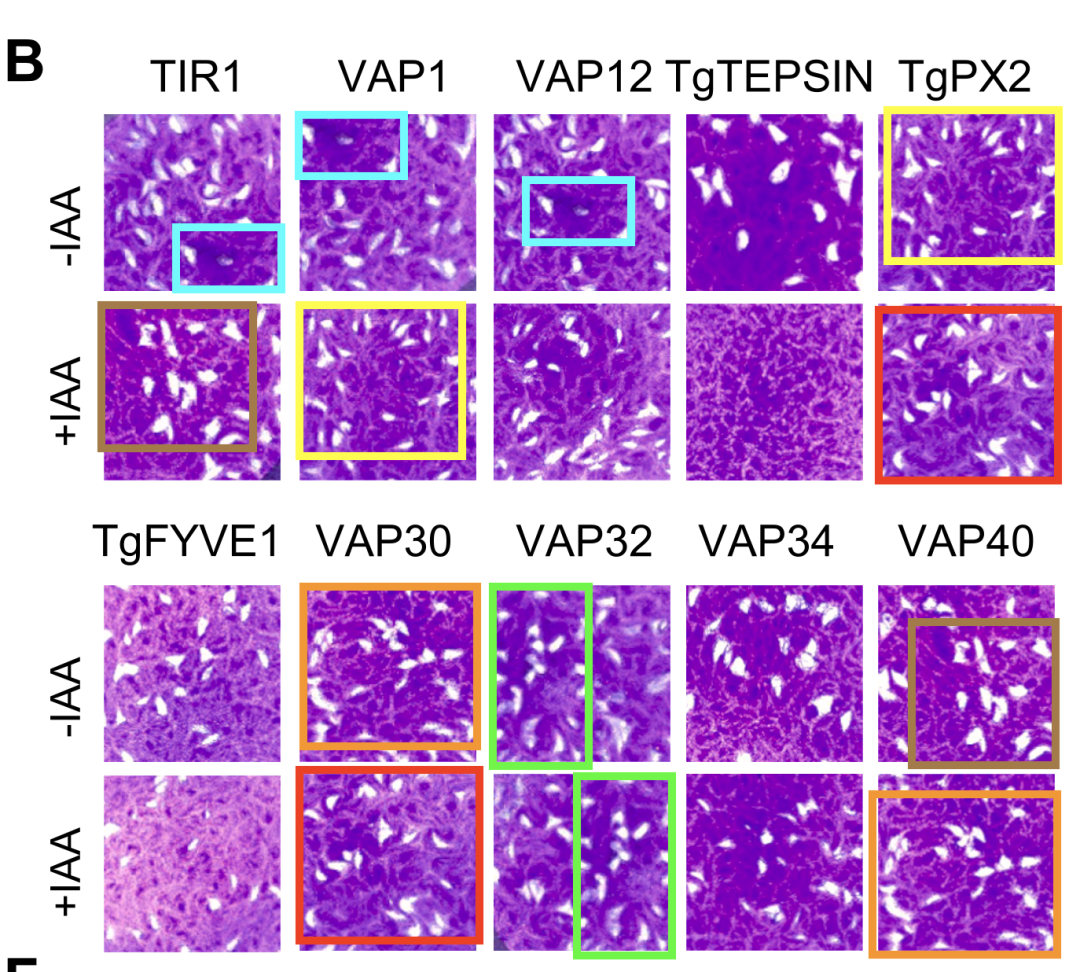 B
TIR1 VAP1 VAP12 TgTEPSIN TgPX2
-IAA
+IAA
TgFYVE1 VAP30 VAP32 VAP34 VAP40
-IAA
+IAA